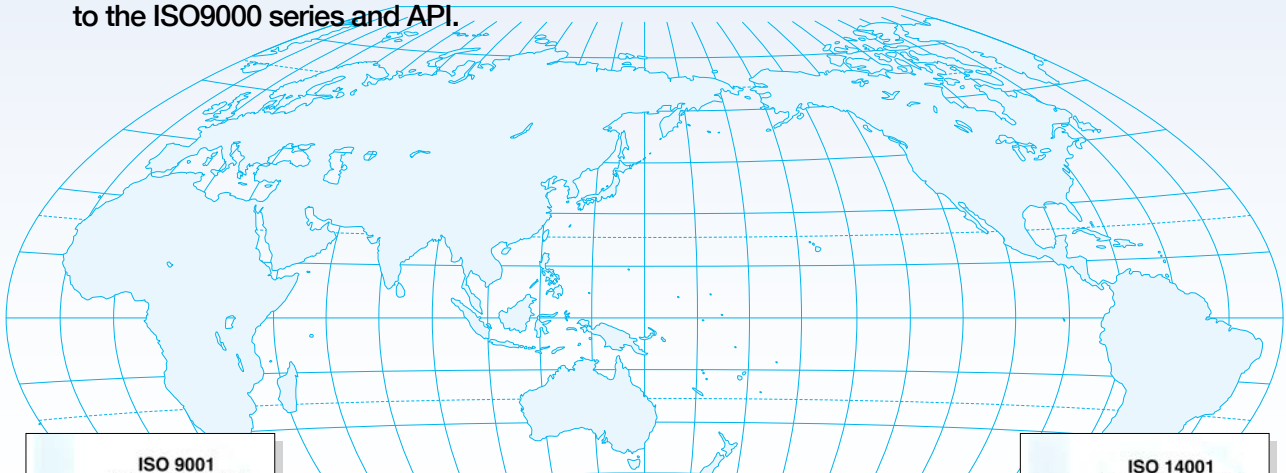 to the ISO9000 series and API.
ISO 9001
ISO 14001